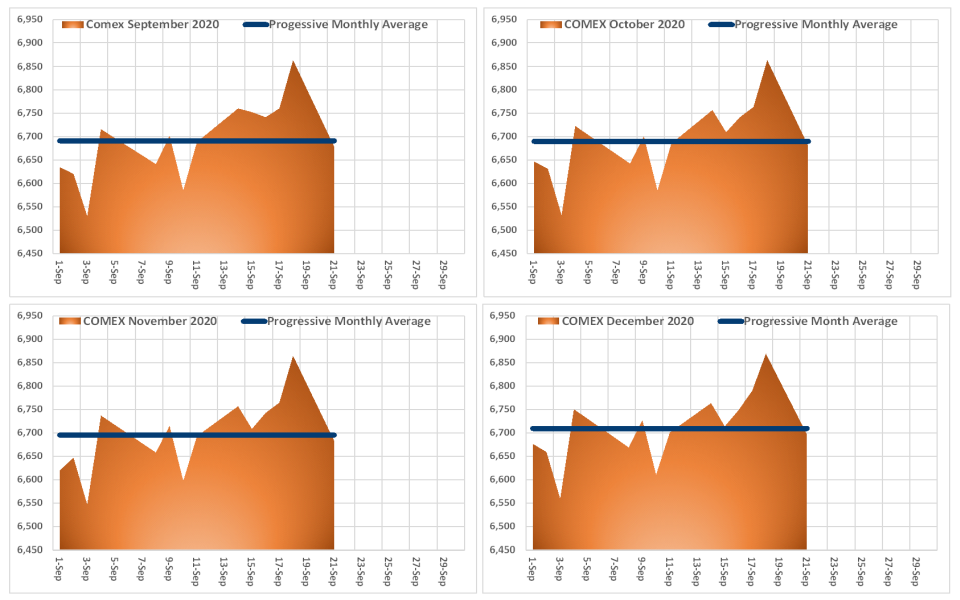 Comex September 2020 Progessive Monthly Average
6,950
6,900
6,850
6,800
6,750
6,700
6,650
6,600
6,550
6,500
6,450
1-Sep
3-Sep
5-Sep
7-Sep
9-Sep
11-Sep
13-Sep
15-Sep
17-Sep
19-Sep
21-Sep
23-Sep
25-Sep
27-Sep
29-Sep
COMEX October 2020 Progressive Monthly Average
6,950
6,900
6,850
6,800
6,750
6,700
6,650
6,600
6,550
6,500
6,450
1-Sep
3-Sep
5-Sep
7-Sep
9-Sep
11-Sep
13-Sep
15-Sep
17-Sep
19-Sep
21-Sep
23-Sep
25-Sep
27-Sep
29-Sep
COMEX November 2020 Progressive Monthly Average
6,950
6,900
6,850
6,800
6,750
6,700
6,650
6,600
6,550
6,500
6,450
1-Sep
3-Sep
5-Sep
7-Sep
9-Sep
11-Sep
13-Sep
15-Sep
17-Sep
19-Sep
21-Sep
23-Sep
25-Sep
27-Sep
29-Sep
COMEX December 2020 Progressive Month Average
6,950
6,900
6,850
6,800
6,750
6,700
6,650
6,600
6,550
6,500
6,450
1-Sep
3-Sep
5-Sep
7-Sep
9-Sep
11-Sep
13-Sep
15-Sep
17-Sep
19-Sep
21-Sep
23-Sep
25-Sep
27-Sep
29-Sep